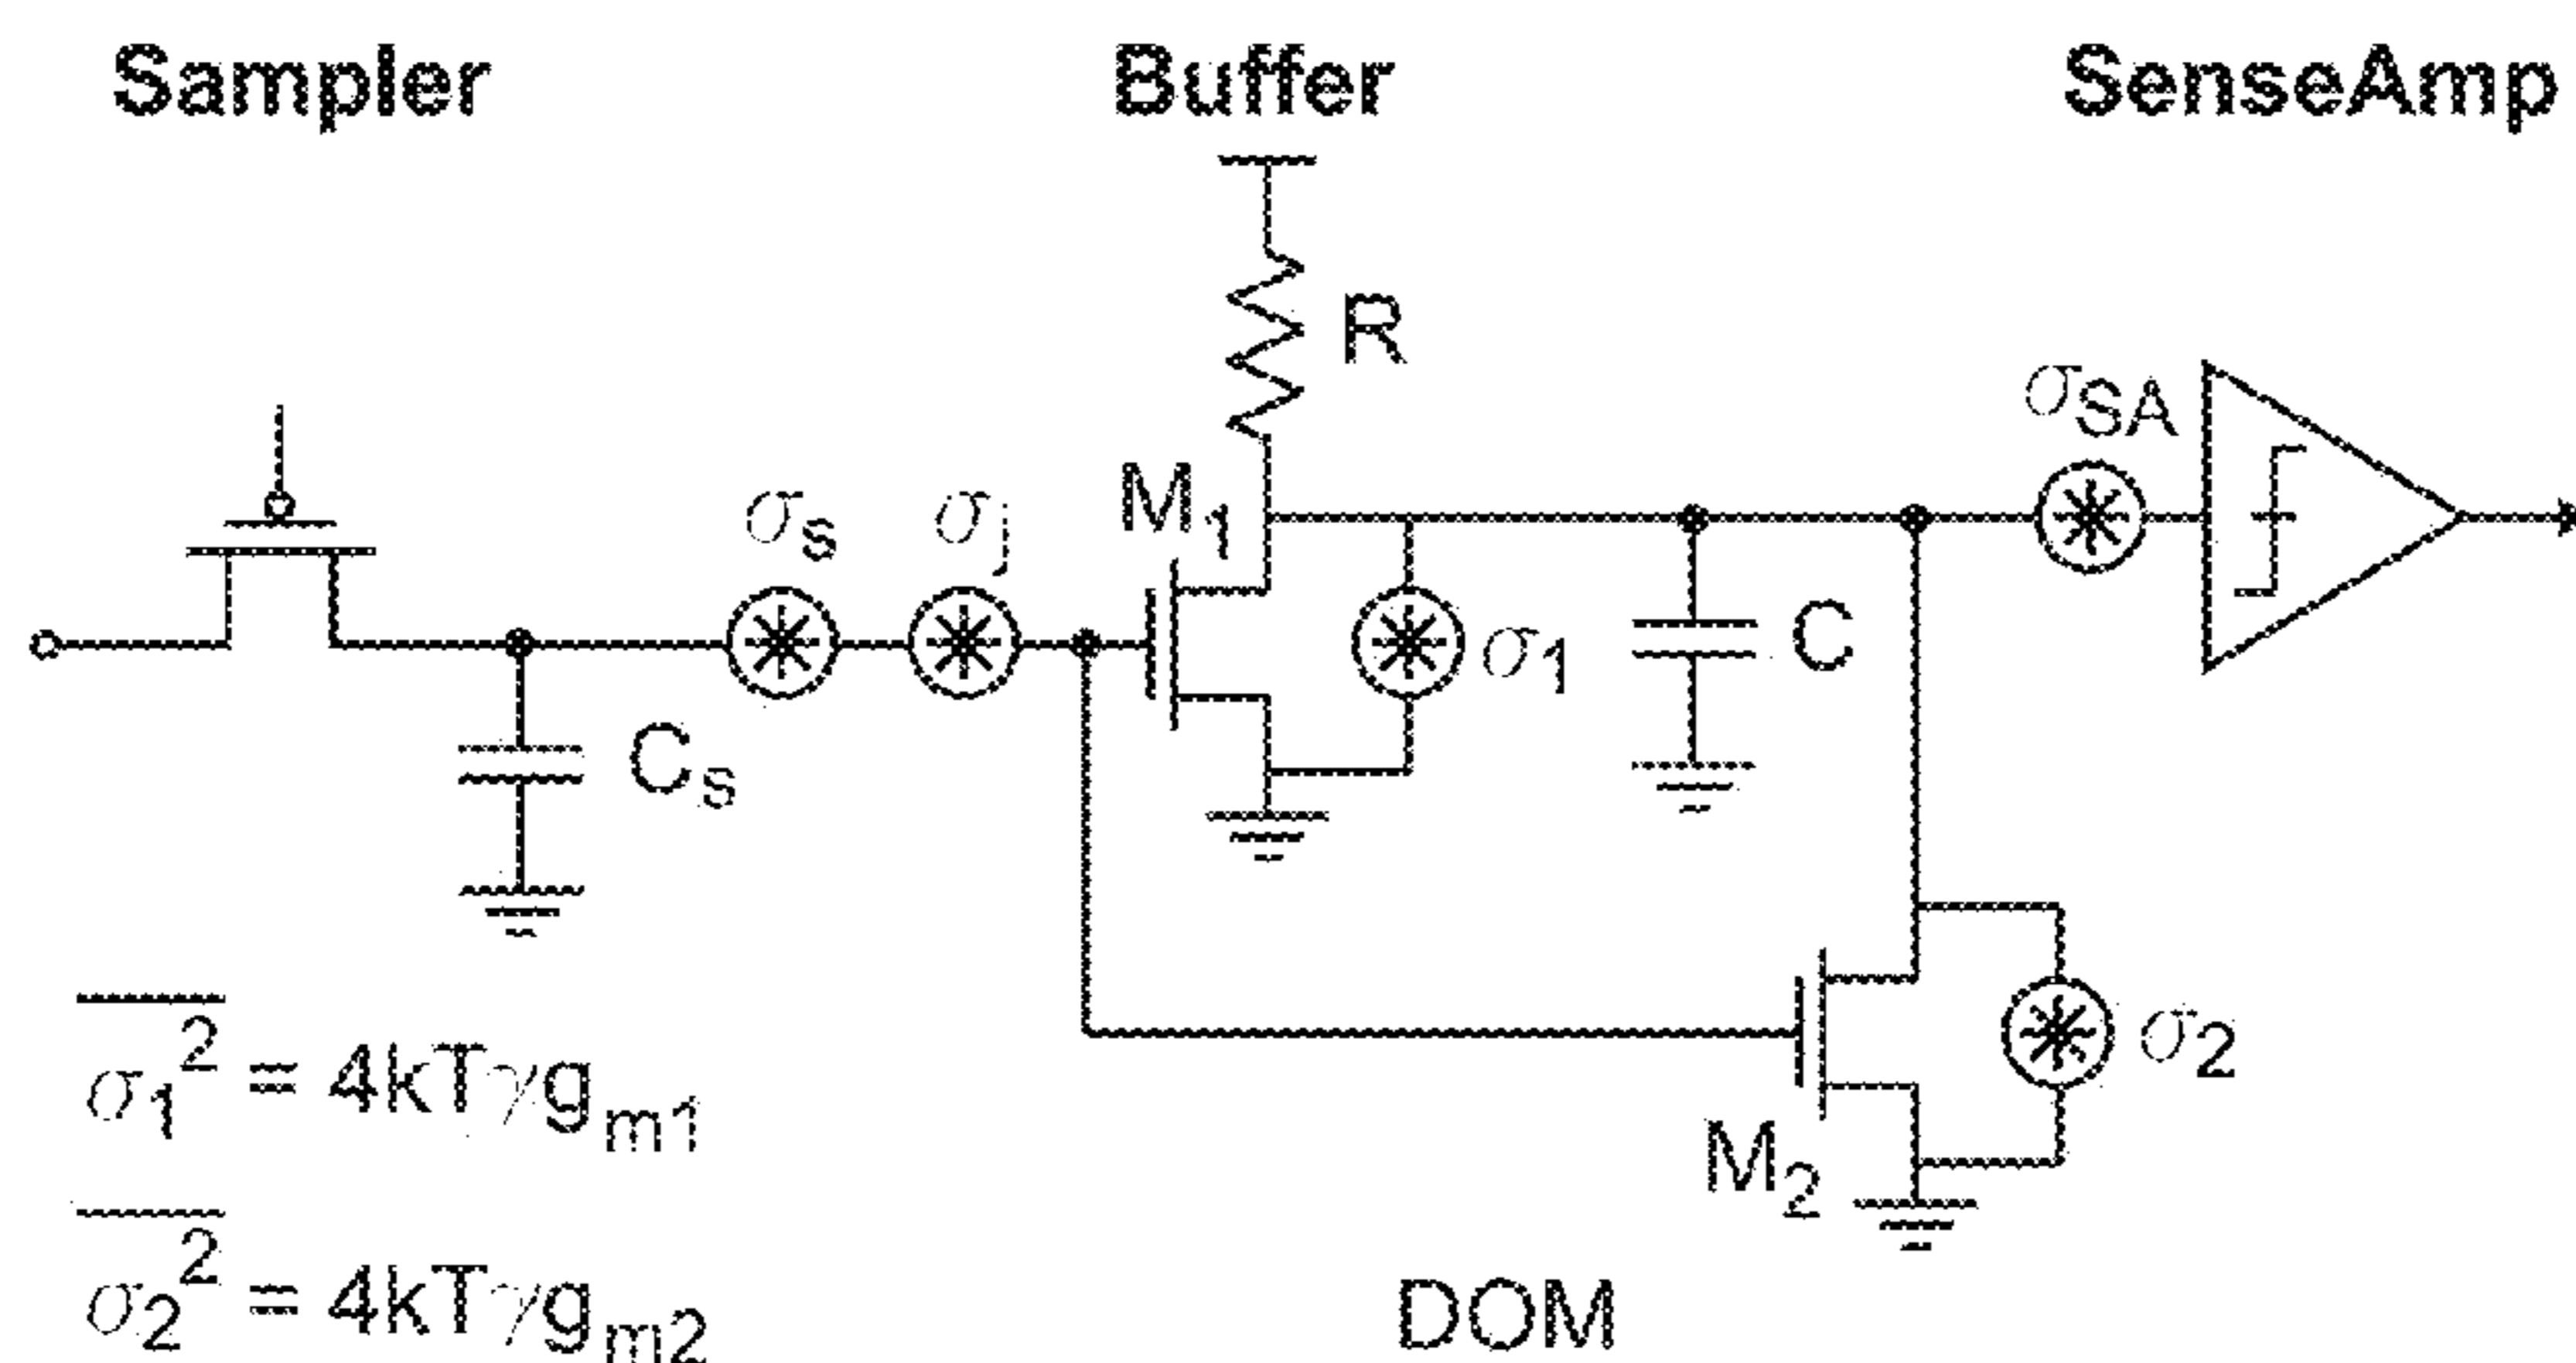 Sampler Buffer SenseAmp
R
σSA
σs σj M1
σ1 C
Cs
σ2
σ1² = 4kTγgm1
M2
σ2² = 4kTγgm2
DOM